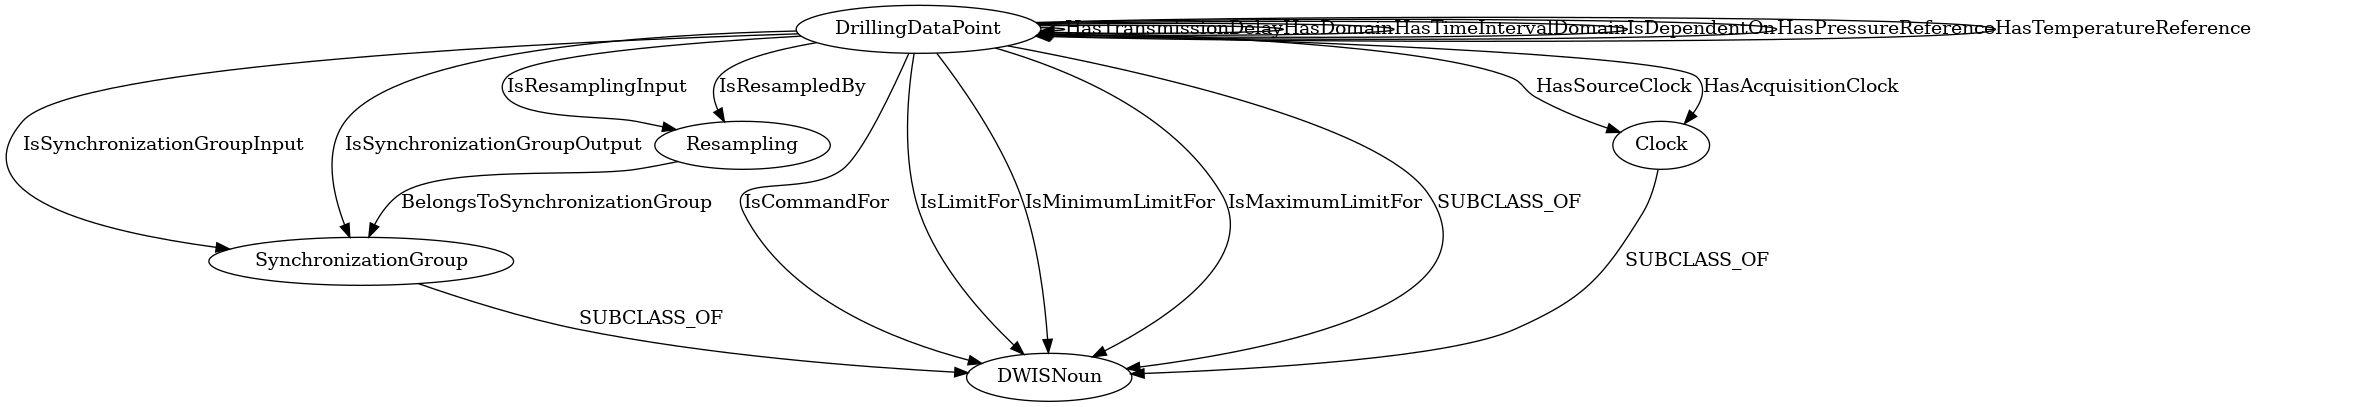 DrillingDataPoint
HasTransmissionDelay
HasDomain
HasTimeIntervalDomain
IsDependentOn
HasPressureReference
HasTemperatureReference
IsResamplingInput
IsResampledBy
HasSourceClock
HasAcquisitionClock
IsSynchronizationGroupInput
IsSynchronizationGroupOutput
Resampling
Clock
BelongsToSynchronizationGroup
IsCommandFor
IsLimitFor
IsMinimumLimitFor
IsMaximumLimitFor
SUBCLASS_OF
SynchronizationGroup
SUBCLASS_OF
SUBCLASS_OF
DWISNoun